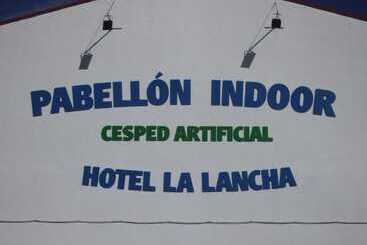 PABELLÓN INDOOR
CESPED ARTIFICIAL
HOTEL LA LANCHA